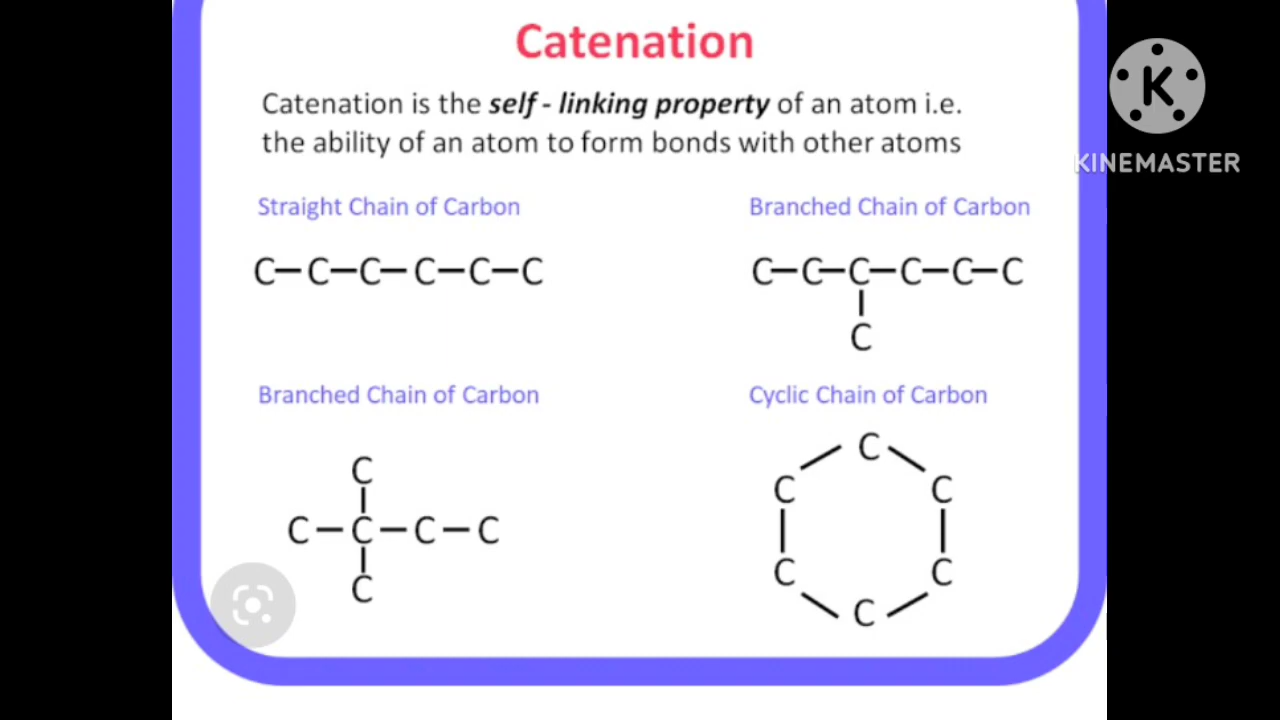 Catenation
Catenation is the self - linking property of an atom i.e.
the ability of an atom to form bonds with other atoms
K
KINEMASTER
Straight Chain of Carbon
C–C–C–C–C–C
Branched Chain of Carbon
C–C–C–C–C–C
C
Branched Chain of Carbon
C
C–C–C–C
C
Cyclic Chain of Carbon
C
C C
C C
C